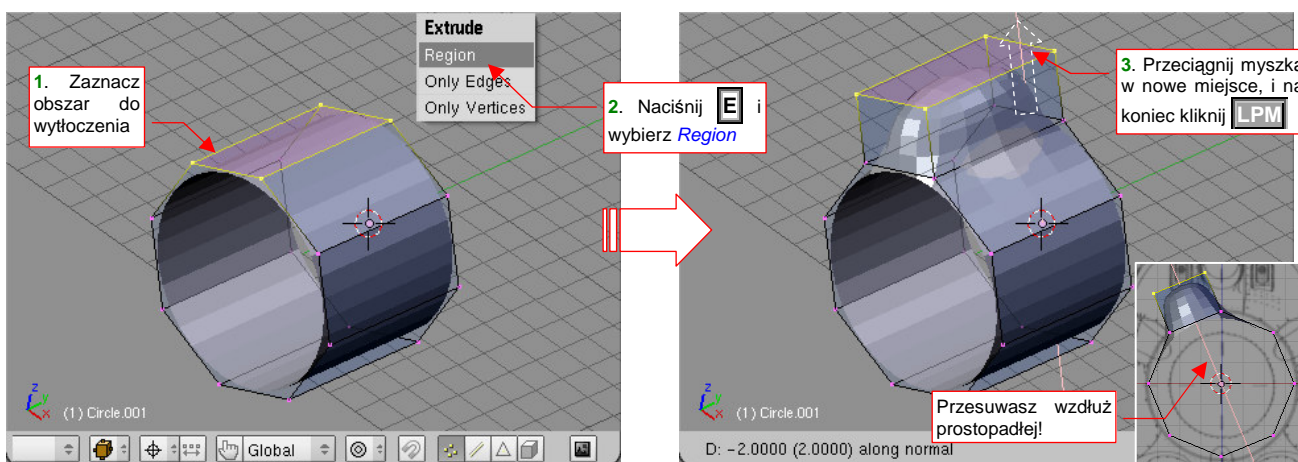 1. Zaznacz
obszar do
wytłoczenia
Extrude
Region
Only Edges
Only Vertices
2. Naciśnij E i
wybierz Region
z
y
x
(1) Circle.001
Global
3. Przeciągnij myszką
w nowe miejsce, i na
koniec kliknij LPM
Przesuwasz wzdłuż
prostopadłej!
z
y
x
(1) Circle.001
D: -2.0000 (2.0000) along normal